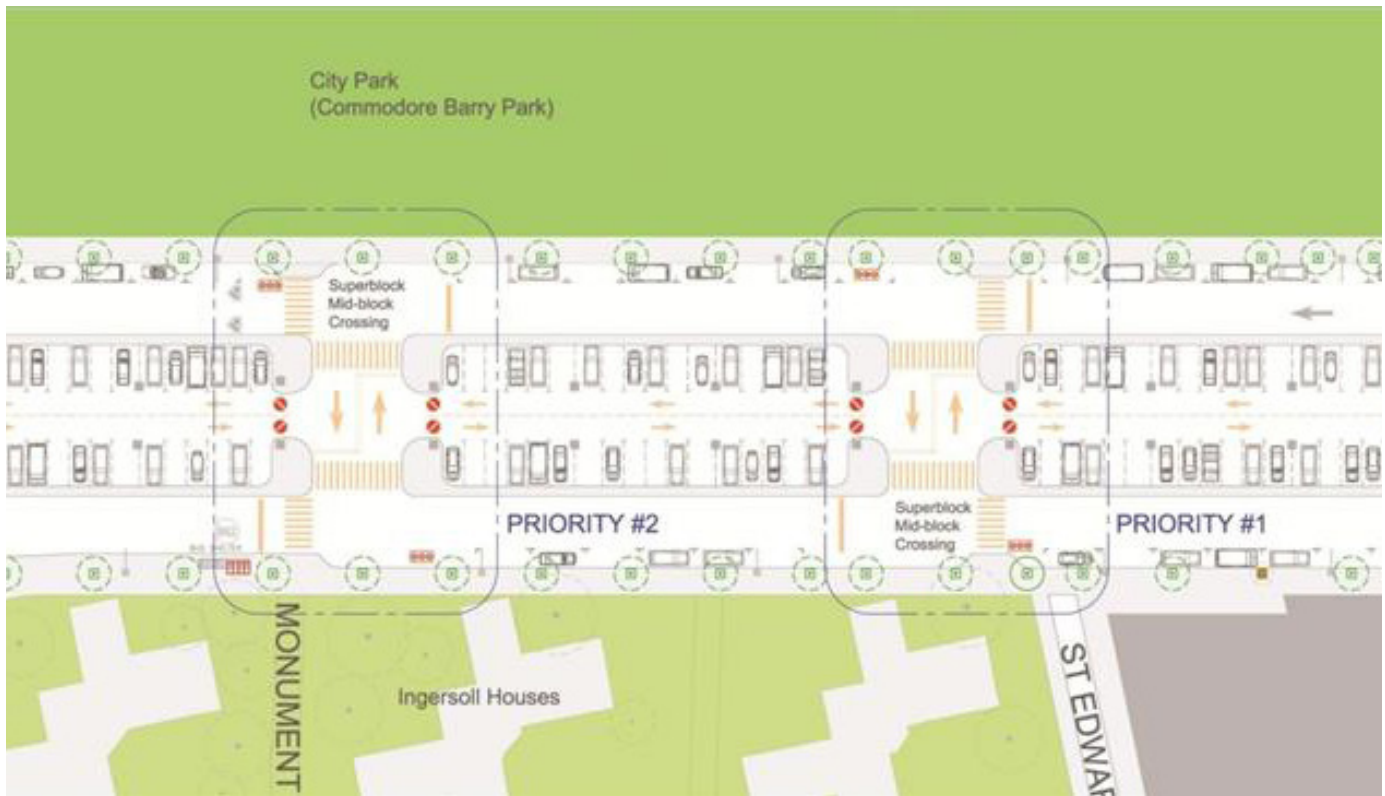 City Park
(Commodore Barry Park)
Superblock
Mid-block
Crossing
PRIORITY #2
Superblock
Mid-block
Crossing
PRIORITY #1
MONUMENT
Ingersoll Houses
ST EDWAR